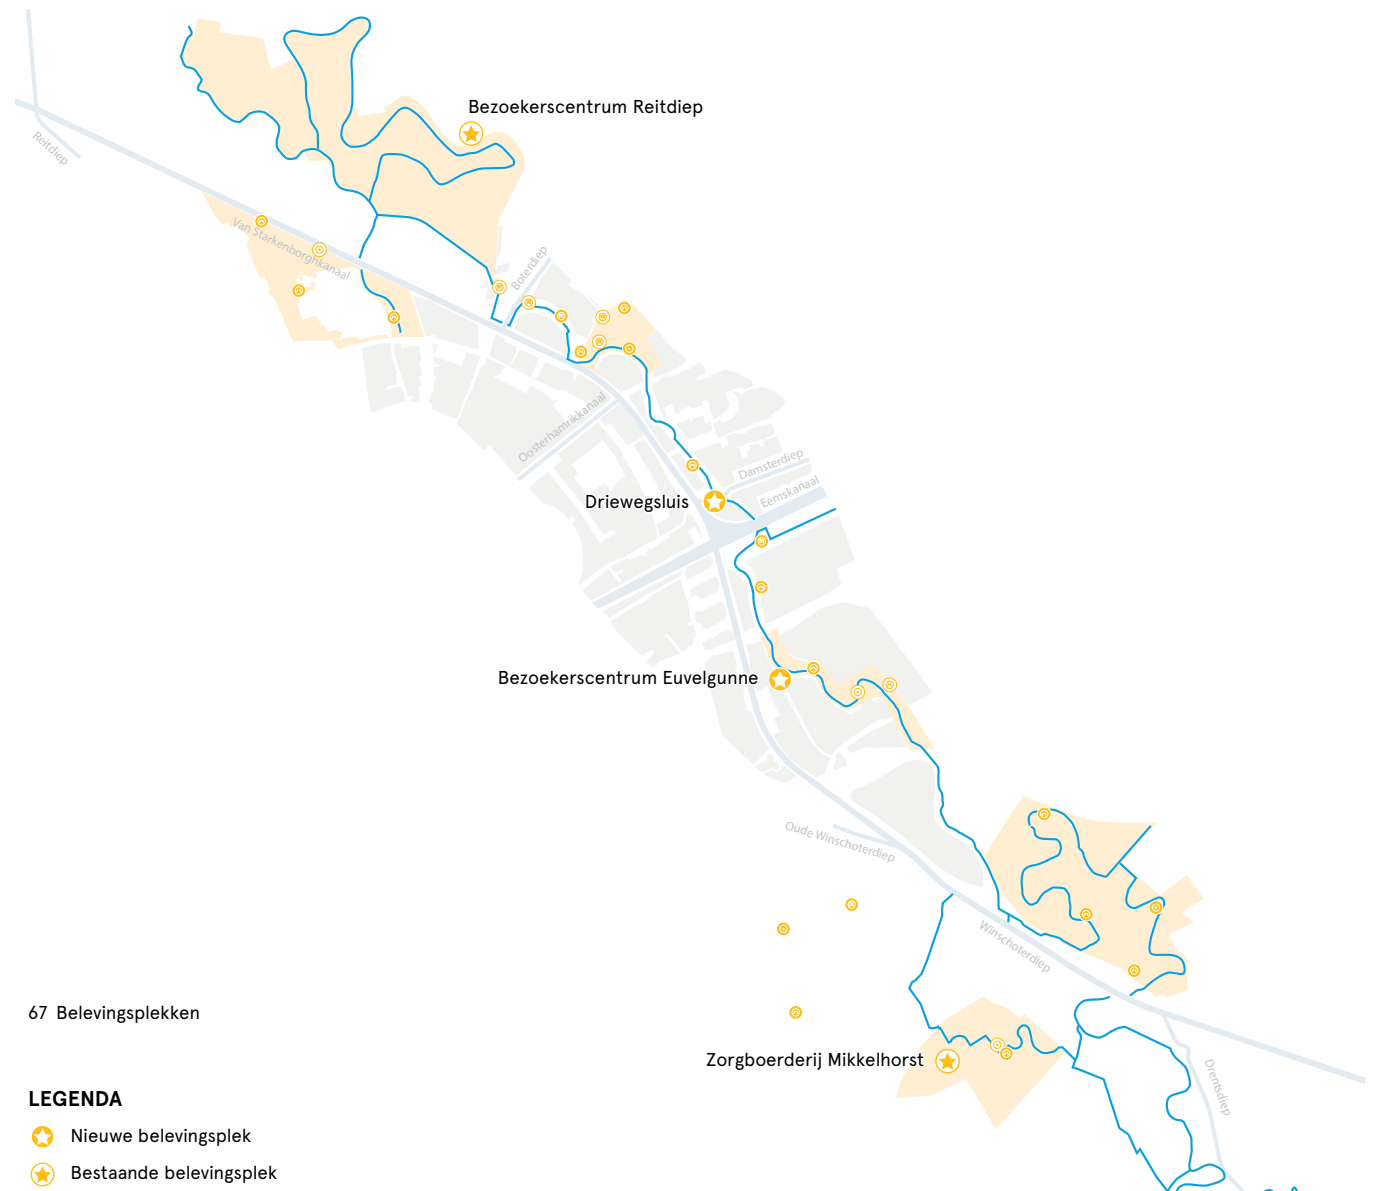 Bezoekerscentrum Reitdiep
Reitdiep
Van Starkenborghkanaal
Boterdiep
Oosterhamrikkanaal
Damsterdiep
Eemskanaal
Driewegsluis
Bezoekerscentrum Euvelgunne
Oude Winschoterdiep
Winschoterdiep
67 Belevingsplekken
Zorgboerderij Mikkelhorst
Drentsdiep
LEGENDA
Nieuwe belevingsplek
Bestaande belevingsplek